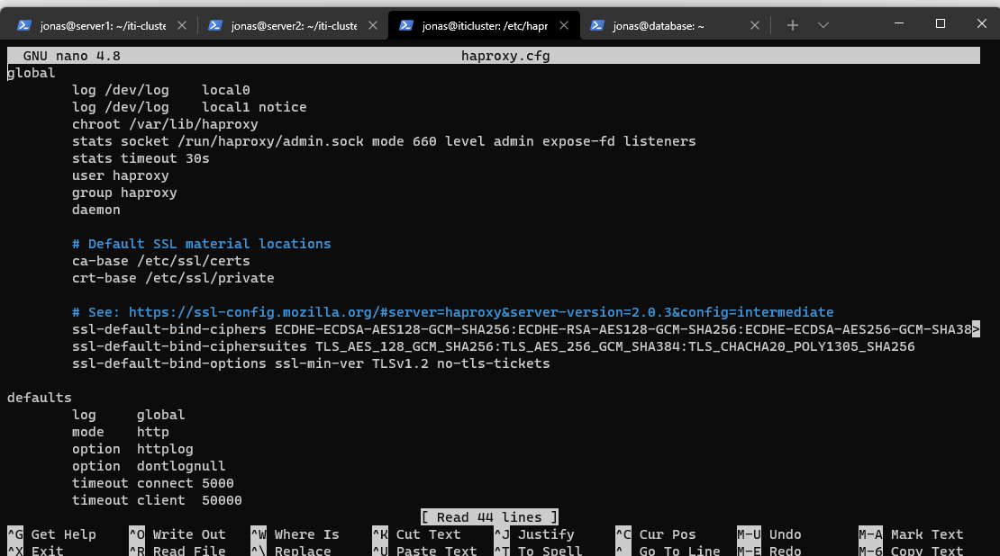 jonas@server1: ~/iti-cluste
jonas@server2: ~/iti-cluste
jonas@iticluster: /etc/hapr
jonas@database: ~
GNU nano 4.8 haproxy.cfg
global
log /dev/log local0
log /dev/log local1 notice
chroot /var/lib/haproxy
stats socket /run/haproxy/admin.sock mode 660 level admin expose-fd listeners
stats timeout 30s
user haproxy
group haproxy
daemon
# Default SSL material locations
ca-base /etc/ssl/certs
crt-base /etc/ssl/private
# See: https://ssl-config.mozilla.org/#server=haproxy&server-version=2.0.3&config=intermediate
ssl-default-bind-ciphers ECDHE-ECDSA-AES128-GCM-SHA256:ECDHE-RSA-AES128-GCM-SHA256:ECDHE-ECDSA-AES256-GCM-SHA38>
ssl-default-bind-ciphersuites TLS_AES_128_GCM_SHA256:TLS_AES_256_GCM_SHA384:TLS_CHACHA20_POLY1305_SHA256
ssl-default-bind-options ssl-min-ver TLSv1.2 no-tls-tickets
defaults
log global
mode http
option httplog
option dontlognull
timeout connect 5000
timeout client 50000
[ Read 44 lines ]
^G Get Help ^O Write Out ^W Where Is ^K Cut Text ^J Justify ^C Cur Pos M-U Undo M-A Mark Text
^X Exit ^R Read File ^\ Replace ^U Paste Text ^T To Spell ^_ Go To Line M-E Redo M-6 Copy Text